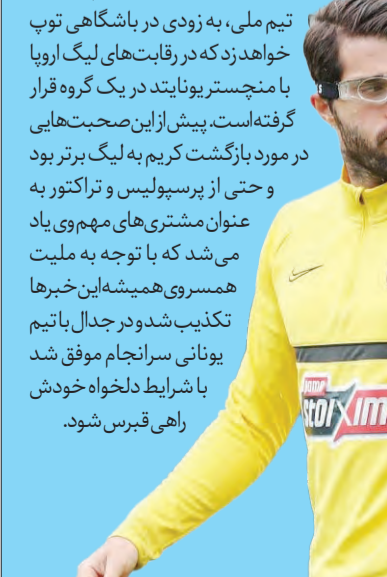 تیم ملی، به زودی در باشگاهی توپ
خواهد زد که در رقابت‌های لیگ اروپا
با منچستریونایتد در یک گروه قرار
گرفته‌است. پیش‌از‌این‌صحبت‌هایی
در مورد بازگشت کریم به لیگ برتر بود
و حتی از پرسپولیس و تراکتور به
عنوان مشتری‌های مهم وی یاد
می‌شد که با توجه به ملیت
همسر وی همیشه این خبرها
تکذیب شد و در جدال با تیم
یونانی سرانجام موفق شد
با شرایط دلخواه خودش
راهی قبرس شود.
stoiXim